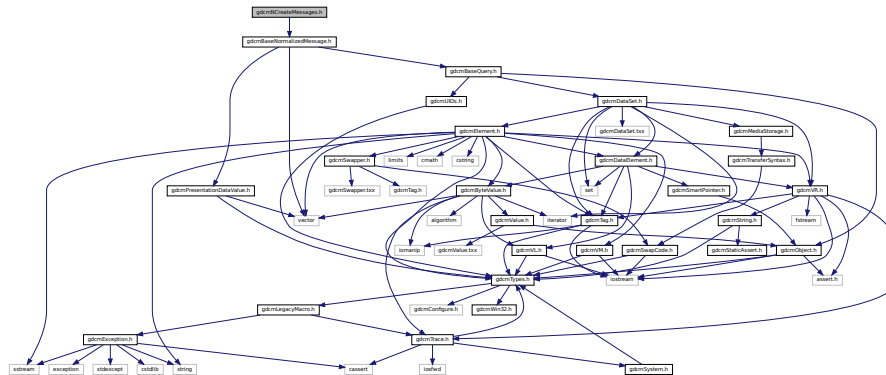 gdcmNCreateMessages.h
gdcmBaseNormalizedMessage.h
gdcmBaseQuery.h
gdcmUIDs.h
gdcmDataSet.h
gdcmElement.h
gdcmDataSet.txx
gdcmMediaStorage.h
gdcmSwapper.h
limits
cmath
cstring
gdcmDataElement.h
gdcmTransferSyntax.h
gdcmPresentationDataValue.h
gdcmSwapper.txx
gdcmTag.h
gdcmByteValue.h
set
gdcmSmartPointer.h
gdcmVR.h
vector
algorithm
gdcmValue.h
iterator
gdcmTag.h
gdcmString.h
fstream
iomanip
gdcmValue.txx
gdcmVL.h
gdcmVM.h
gdcmSwapCode.h
gdcmStaticAssert.h
gdcmObject.h
gdcmTypes.h
iostream
assert.h
gdcmLegacyMacro.h
gdcmConfigure.h
gdcmWin32.h
gdcmException.h
gdcmTrace.h
sstream
exception
stdexcept
cstdlib
string
cassert
iosfwd
gdcmSystem.h